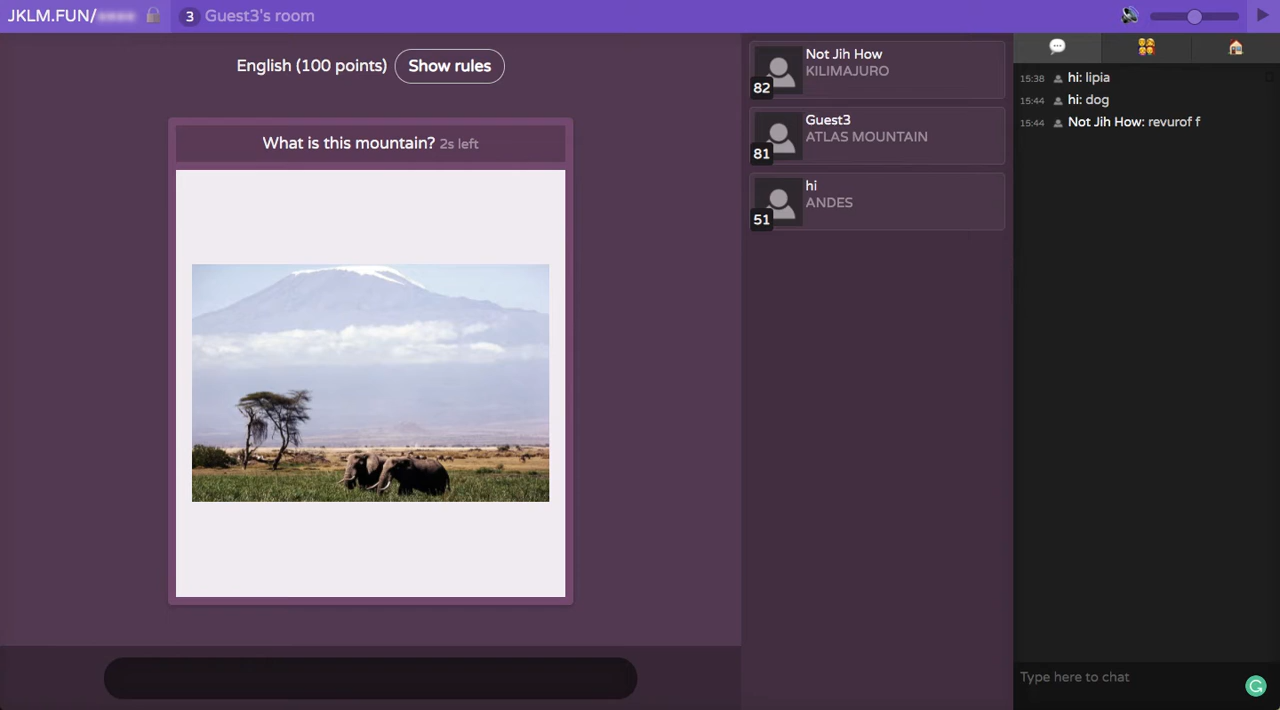 JKLM.FUN/
3 Guest3's room
English (100 points) Show rules
What is this mountain? 2s left
Not Jih How
KILIMAJURO
82
Guest3
ATLAS MOUNTAIN
81
hi
ANDES
51
15:38 hi: lipia
15:44 hi: dog
15:44 Not Jih How: revurof f
Type here to chat